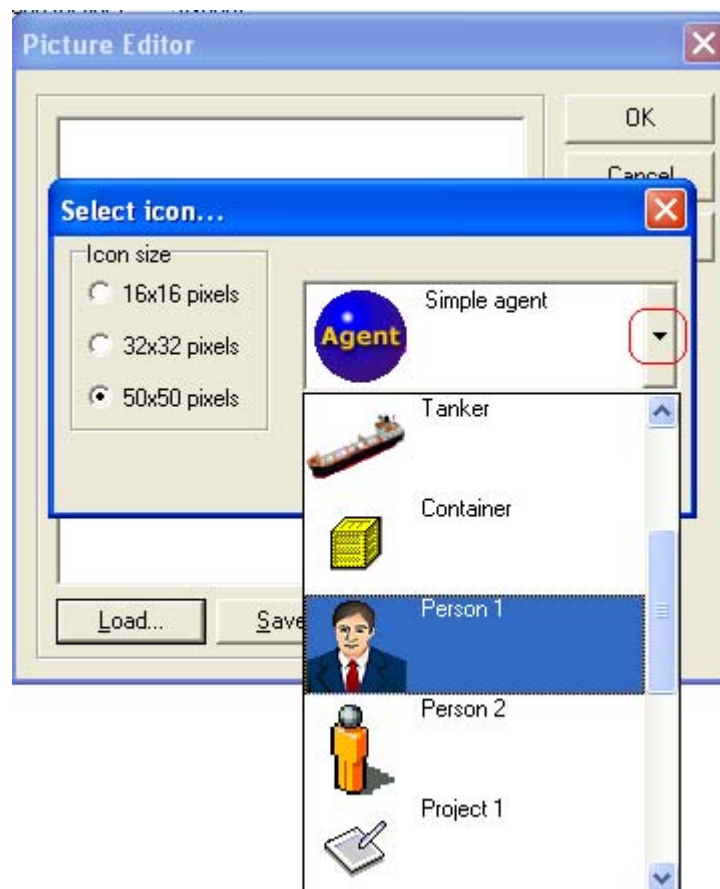 Picture Editor
OK
Cancel
Select icon...
Icon size
16x16 pixels
32x32 pixels
50x50 pixels
Agent
Simple agent
Tanker
Container
Person 1
Person 2
Project 1
Load...
Save